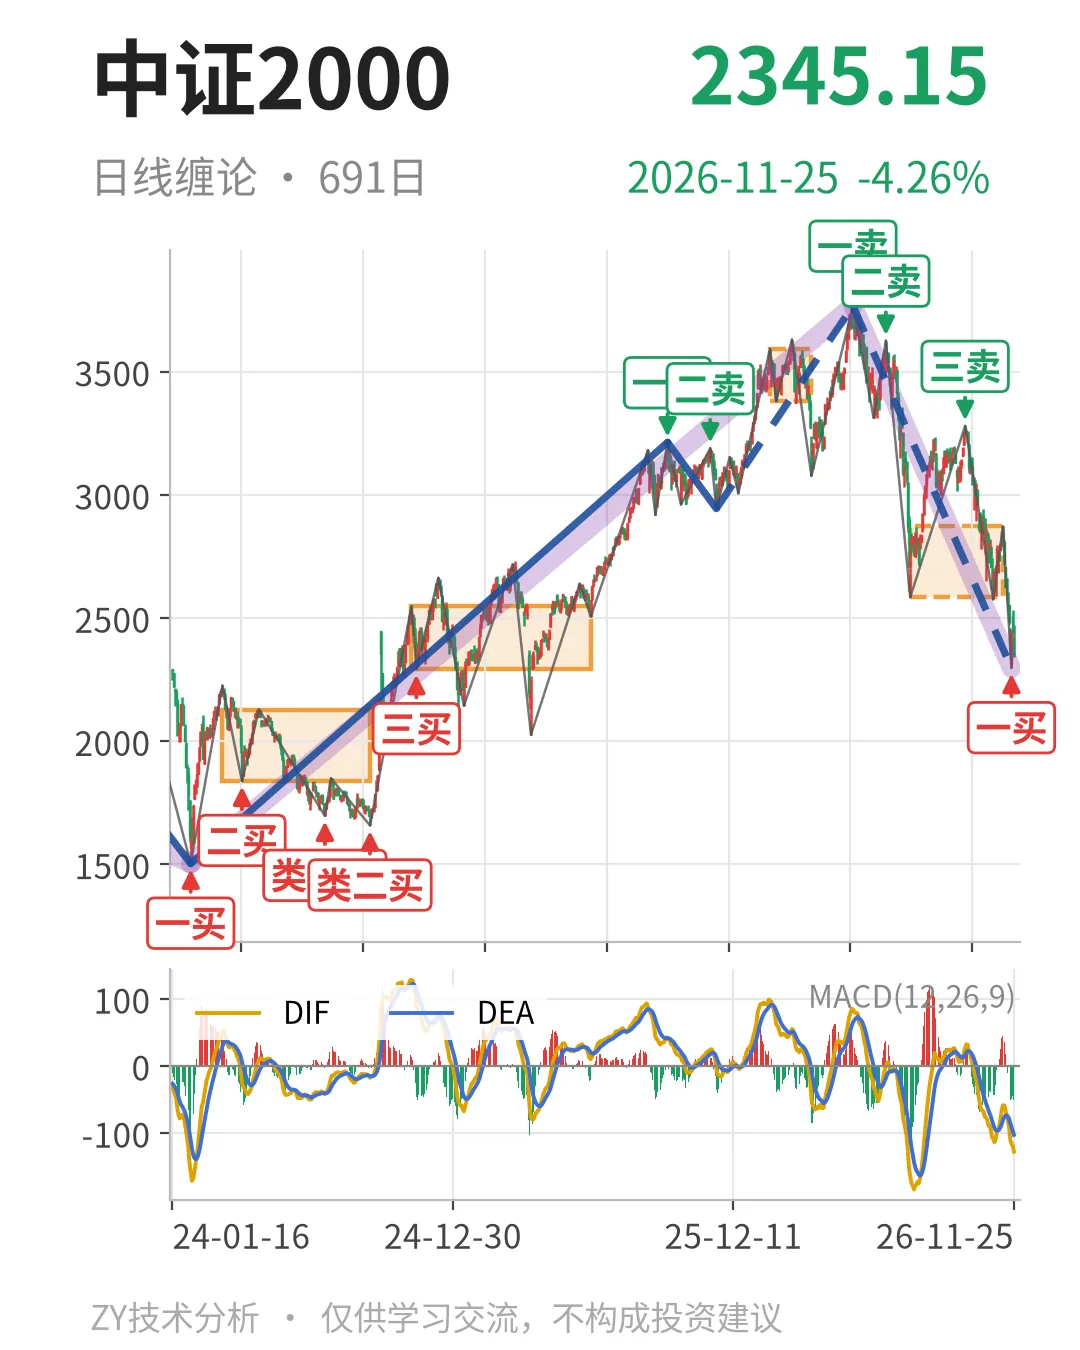 中证2000
2345.15
日线缠论 · 691日
2026-11-25 -4.26%
一卖
二卖
一
二卖
三卖
3500
3000
2500
2000
1500
三买
一买
二买
类
类二买
一买
MACD(12,26,9)
DIF
DEA
100
0
-100
24-01-16
24-12-30
25-12-11
26-11-25
ZY技术分析 · 仅供学习交流，不构成投资建议